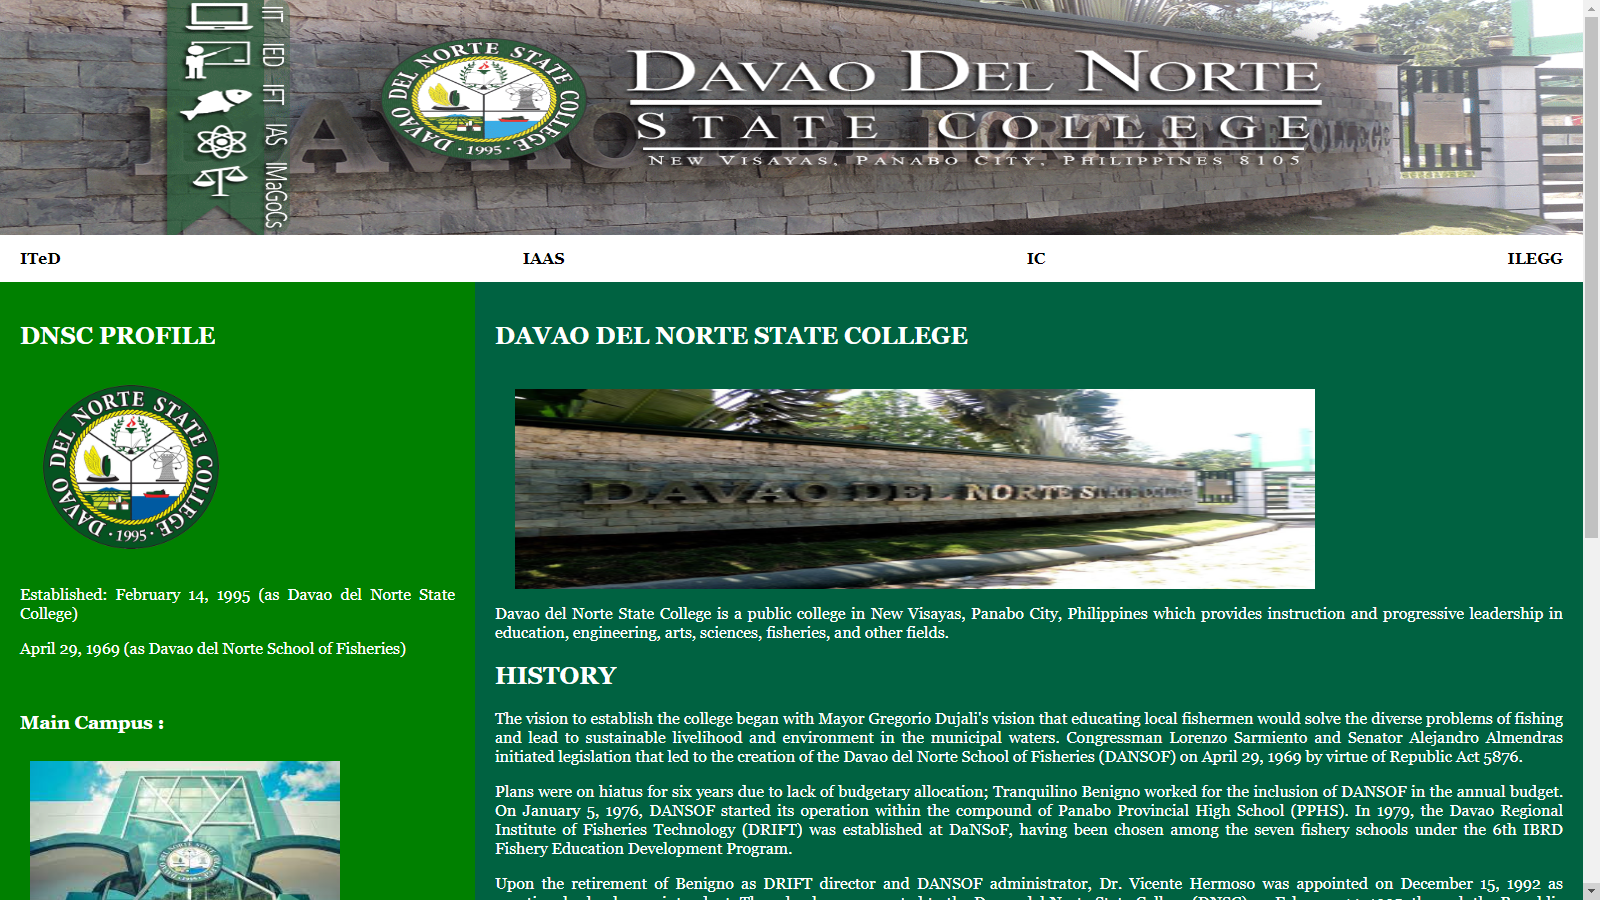 IIT
IED
IFT
IAS
IMaGoCs
DAVAO DEL NORTE STATE COLLEGE
· 1995 ·
DAVAO DEL NORTE
STATE COLLEGE
NEW VISAYAS, PANABO CITY, PHILIPPINES 8105
DAVAO DEL NORTE STATE COLLEGE
ITeD
IAAS
IC
ILEGG
DNSC PROFILE
DAVAO DEL NORTE STATE COLLEGE
· 1995 ·
Established: February 14, 1995 (as Davao del Norte State
College)
April 29, 1969 (as Davao del Norte School of Fisheries)
Main Campus :
DAVAO DEL NORTE STATE COLLEGE
DAVAO DEL NORTE STATE COLLEGE
Davao del Norte State College is a public college in New Visayas, Panabo City, Philippines which provides instruction and progressive leadership in
education, engineering, arts, sciences, fisheries, and other fields.
HISTORY
The vision to establish the college began with Mayor Gregorio Dujali's vision that educating local fishermen would solve the diverse problems of fishing
and lead to sustainable livelihood and environment in the municipal waters. Congressman Lorenzo Sarmiento and Senator Alejandro Almendras
initiated legislation that led to the creation of the Davao del Norte School of Fisheries (DANSOF) on April 29, 1969 by virtue of Republic Act 5876.
Plans were on hiatus for six years due to lack of budgetary allocation; Tranquilino Benigno worked for the inclusion of DANSOF in the annual budget.
On January 5, 1976, DANSOF started its operation within the compound of Panabo Provincial High School (PPHS). In 1979, the Davao Regional
Institute of Fisheries Technology (DRIFT) was established at DaNSoF, having been chosen among the seven fishery schools under the 6th IBRD
Fishery Education Development Program.
Upon the retirement of Benigno as DRIFT director and DANSOF administrator, Dr. Vicente Hermoso was appointed on December 15, 1992 as